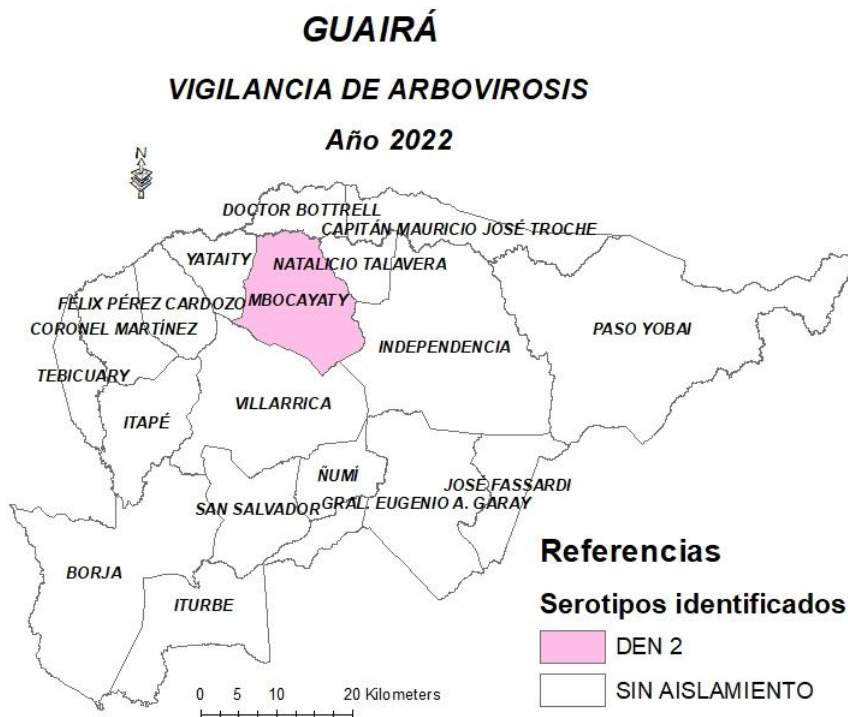 GUAIRÁ
VIGILANCIA DE ARBOVIROSIS
Año 2022
N
DOCTOR BOTTRELL
CAPITÁN MAURICIO JOSÉ TROCHE
YATAITY
NATALICIO TALAVERA
FÉLIX PÉREZ CARDOZO
MBOCAYATY
CORONEL MARTÍNEZ
PASO YOBAI
INDEPENDENCIA
TEBICUARY
VILLARRICA
ITAPÉ
ÑUMÍ
JOSÉ FASSARDI
SAN SALVADOR
GRAL. EUGENIO A. GARAY
BORJA
ITURBE
Referencias
Serotipos identificados
DEN 2
SIN AISLAMIENTO
0 5 10 20 Kilometers